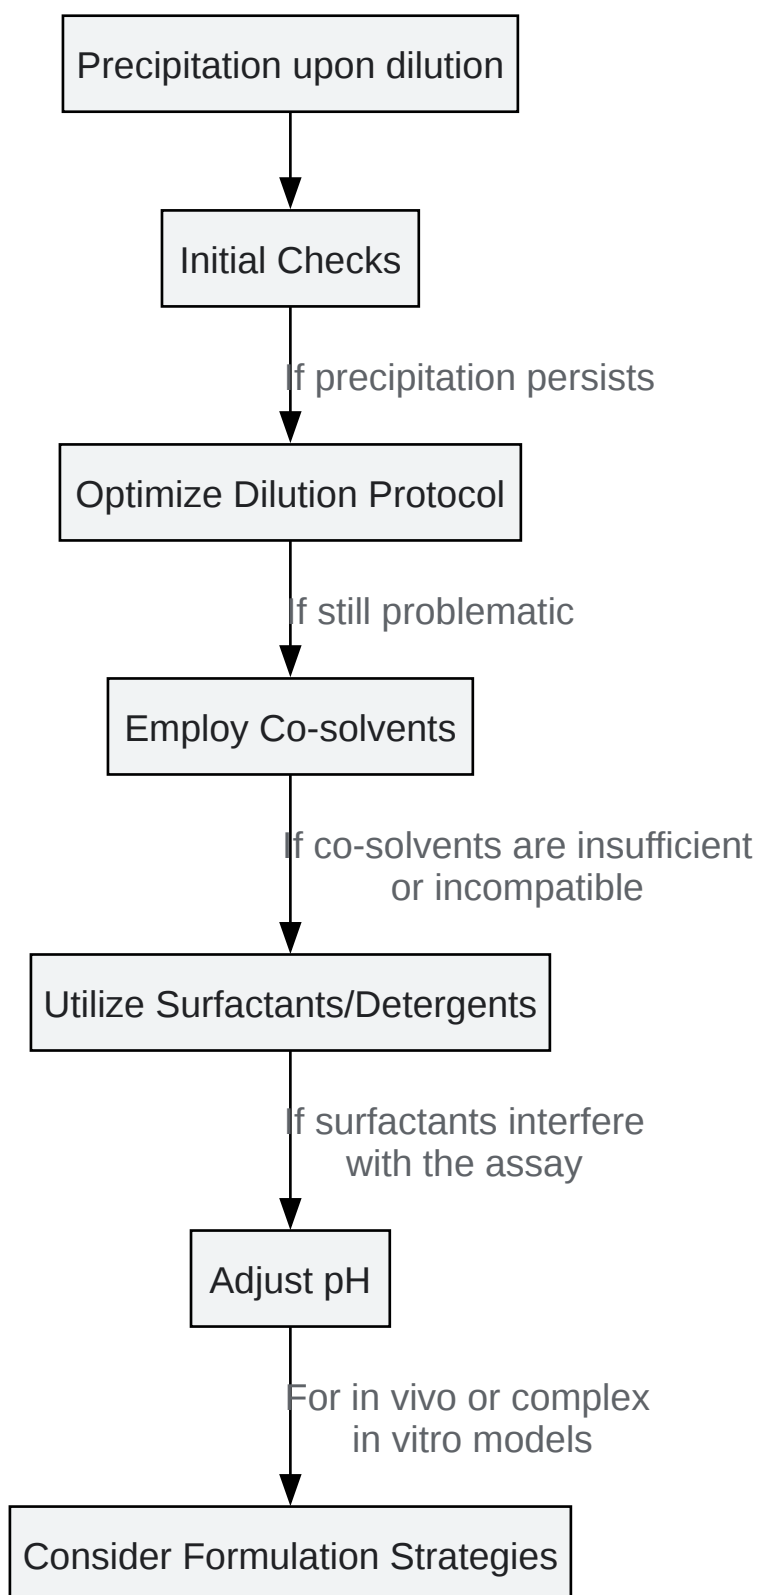 Precipitation upon dilution
Initial Checks
If precipitation persists
Optimize Dilution Protocol
If still problematic
Employ Co-solvents
If co-solvents are insufficient
or incompatible
Utilize Surfactants/Detergents
If surfactants interfere
with the assay
Adjust pH
For in vivo or complex
in vitro models
Consider Formulation Strategies